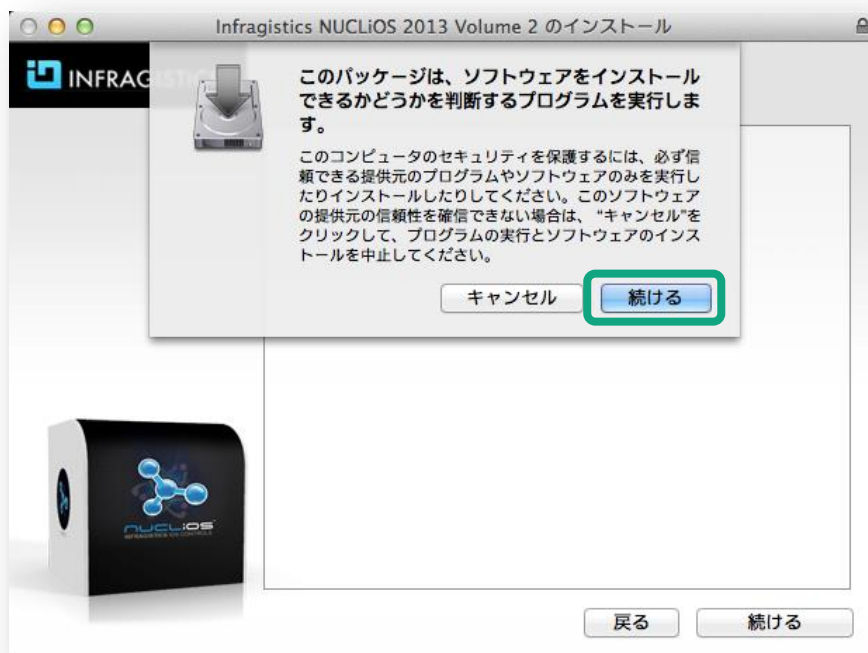 Infragistics NUCLiOS 2013 Volume 2 のインストール
INFRAGISTICS
このパッケージは、ソフトウェアをインストール
できるかどうかを判断するプログラムを実行しま
す。
このコンピュータのセキュリティを保護するには、必ず信
頼できる提供元のプログラムやソフトウェアのみを実行し
たりインストールしたりしてください。このソフトウェア
の提供元の信頼性を確信できない場合は、 “キャンセル”を
クリックして、プログラムの実行とソフトウェアのインス
トールを中止してください。
キャンセル
続ける
NUCLiOS
INFRAGISTICS iOS CONTROLS
戻る
続ける